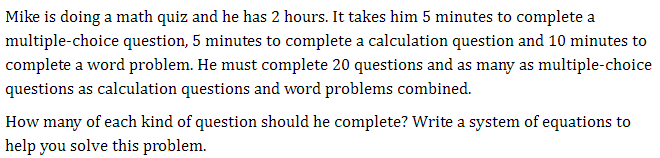 Mike is doing a math quiz and he has 2 hours. It takes him 5 minutes to complete a
multiple-choice question, 5 minutes to complete a calculation question and 10 minutes to
complete a word problem. He must complete 20 questions and as many as multiple-choice
questions as calculation questions and word problems combined.
How many of each kind of question should he complete? Write a system of equations to
help you solve this problem.